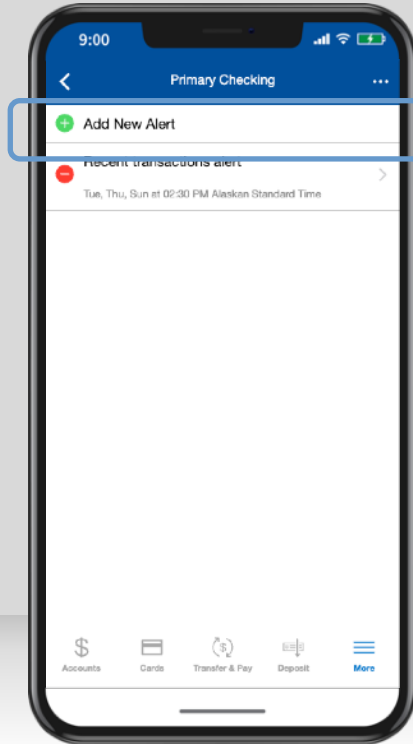 9:00
Primary Checking
Add New Alert
Recent transactions alert
Tue, Thu, Sun at 02:30 PM Alaskan Standard Time
Accounts Cards Transfer & Pay Deposit More